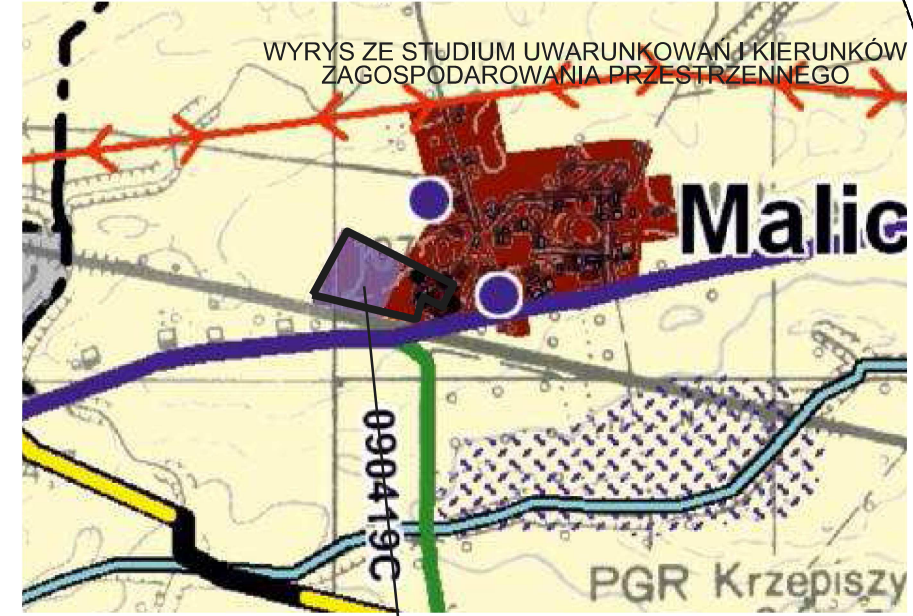 WYRYS ZE STUDIUM UWARUNKOWAŃ I KIERUNKÓW
ZAGOSPODAROWANIA PRZESTRZENNEGO
Malic
090419C
PGR Krzepiszy